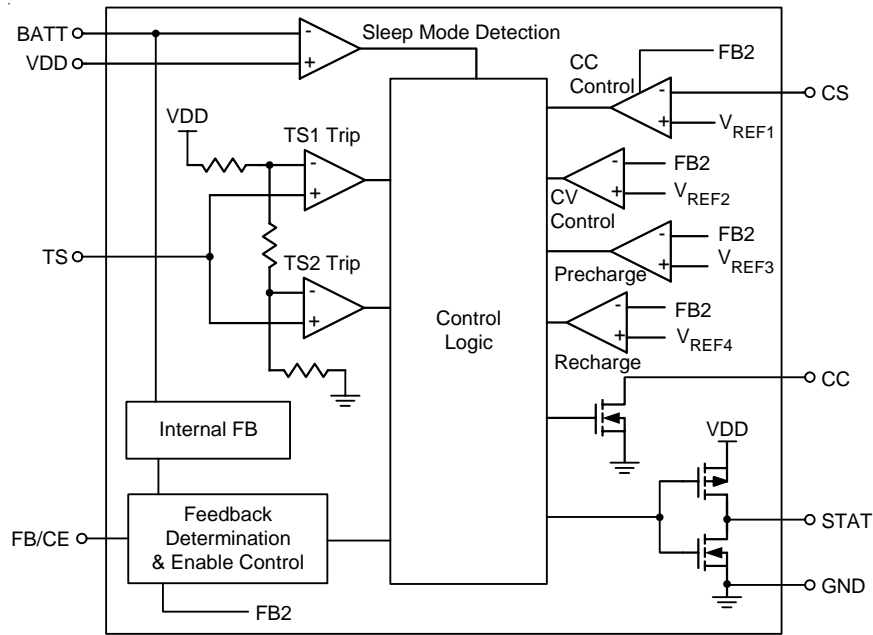 BATT
VDD
Sleep Mode Detection
-
+
CC
Control
FB2
-
+
CS
VREF1
VDD
TS1 Trip
-
+
FB2
-
+
VREF2
CV
Control
TS
TS2 Trip
-
+
FB2
-
+
VREF3
Precharge
Control
Logic
FB2
-
+
VREF4
Recharge
CC
Internal FB
VDD
FB/CE
Feedback
Determination
& Enable Control
STAT
FB2
GND